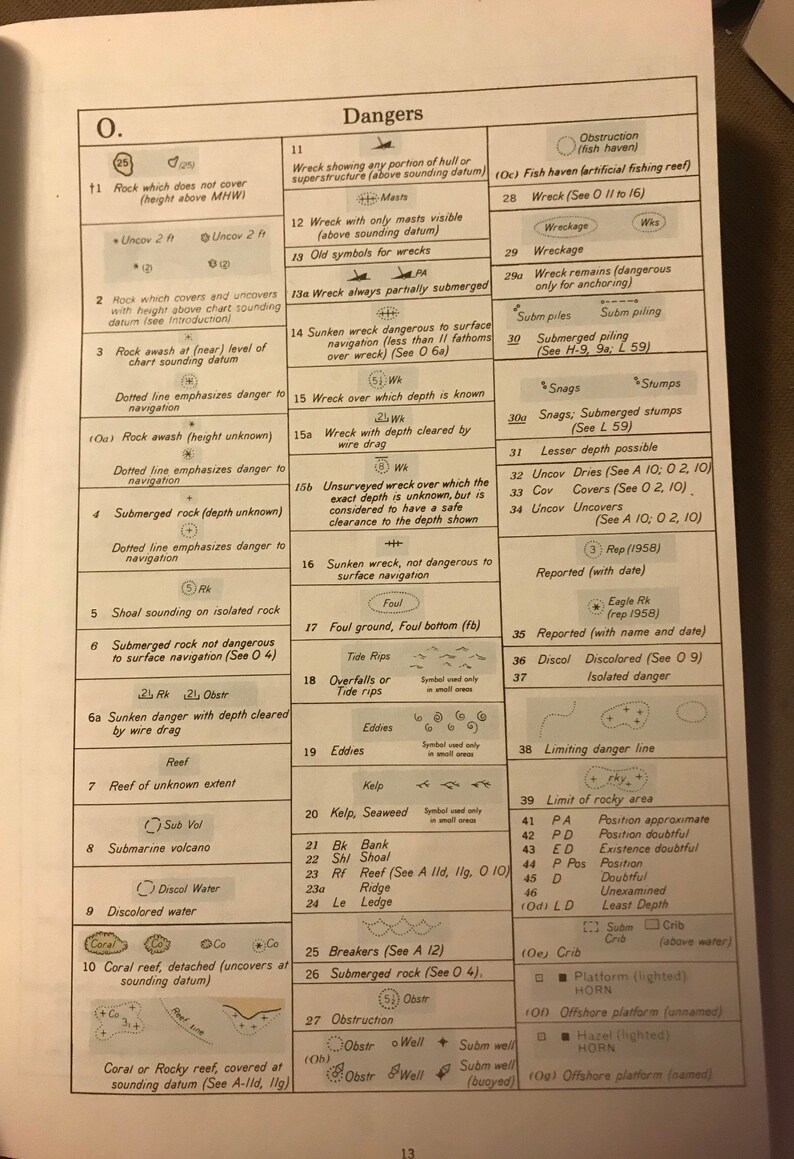 O.
Dangers
25
(25)
†1 Rock which does not cover
(height above MHW)
* Uncov 2 ft
Uncov 2 ft
* (2)
(2)
2 Rock which covers and uncovers
with height above chart sounding
datum (see Introduction)
3 Rock awash at (near) level of
chart sounding datum
Dotted line emphasizes danger to
navigation
(Oa) Rock awash (height unknown)
Dotted line emphasizes danger to
navigation
+
4 Submerged rock (depth unknown)
+
Dotted line emphasizes danger to
navigation
5 Rk
5 Shoal sounding on isolated rock
6 Submerged rock not dangerous
to surface navigation (See O 4)
21 Rk 21 Obstr
6a Sunken danger with depth cleared
by wire drag
Reef
7 Reef of unknown extent
Sub Vol
8 Submarine volcano
Discol Water
9 Discolored water
Coral Co Co Co
10 Coral reef, detached (uncovers at
sounding datum)
+ Co + 3 1 + +
Reef line
+ + +
Coral or Rocky reef, covered at
sounding datum (See A-11d, 11g)
11
Wreck showing any portion of hull or
superstructure (above sounding datum)
Masts
12 Wreck with only masts visible
(above sounding datum)
13 Old symbols for wrecks
PA
13a Wreck always partially submerged
14 Sunken wreck dangerous to surface
navigation (less than 11 fathoms
over wreck) (See O 6a)
5½ Wk
15 Wreck over which depth is known
21 Wk
15a Wreck with depth cleared by
wire drag
8 Wk
15b Unsurveyed wreck over which the
exact depth is unknown, but is
considered to have a safe
clearance to the depth shown
16 Sunken wreck, not dangerous to
surface navigation
Foul
17 Foul ground, Foul bottom (fb)
Tide Rips
18 Overfalls or
Tide rips
Symbol used only
in small areas
Eddies
19 Eddies
Symbol used only
in small areas
Kelp
20 Kelp, Seaweed
Symbol used only
in small areas
21 Bk Bank
22 Shl Shoal
23 Rf Reef (See A 11d, 11g, O 10)
23a Ridge
24 Le Ledge
25 Breakers (See A 12)
26 Submerged rock (See O 4)
5½ Obstr
27 Obstruction
Obstr Well Subm well
(Ob)
Obstr Well Subm well
(buoyed)
Obstruction
(fish haven)
(Oc) Fish haven (artificial fishing reef)
28 Wreck (See O 11 to 16)
Wreckage Wks
29 Wreckage
29a Wreck remains (dangerous
only for anchoring)
Subm piles Subm piling
30 Submerged piling
(See H-9, 9a; L 59)
Snags Stumps
30a Snags; Submerged stumps
(See L 59)
31 Lesser depth possible
32 Uncov Dries (See A 10; O 2, 10)
33 Cov Covers (See O 2, 10)
34 Uncov Uncovers
(See A 10; O 2, 10)
3 Rep (1958)
Reported (with date)
Eagle Rk
(rep 1958)
35 Reported (with name and date)
36 Discol Discolored (See O 9)
37 Isolated danger
+ + + +
38 Limiting danger line
+ rky + +
39 Limit of rocky area
41 P A Position approximate
42 P D Position doubtful
43 E D Existence doubtful
44 P Pos Position
45 D Doubtful
46 Unexamined
(Od) L D Least Depth
Subm
Crib
Crib
(above water)
(Oe) Crib
Platform (lighted)
HORN
(Of) Offshore platform (unnamed)
Hazel (lighted)
HORN
(Og) Offshore platform (named)
13